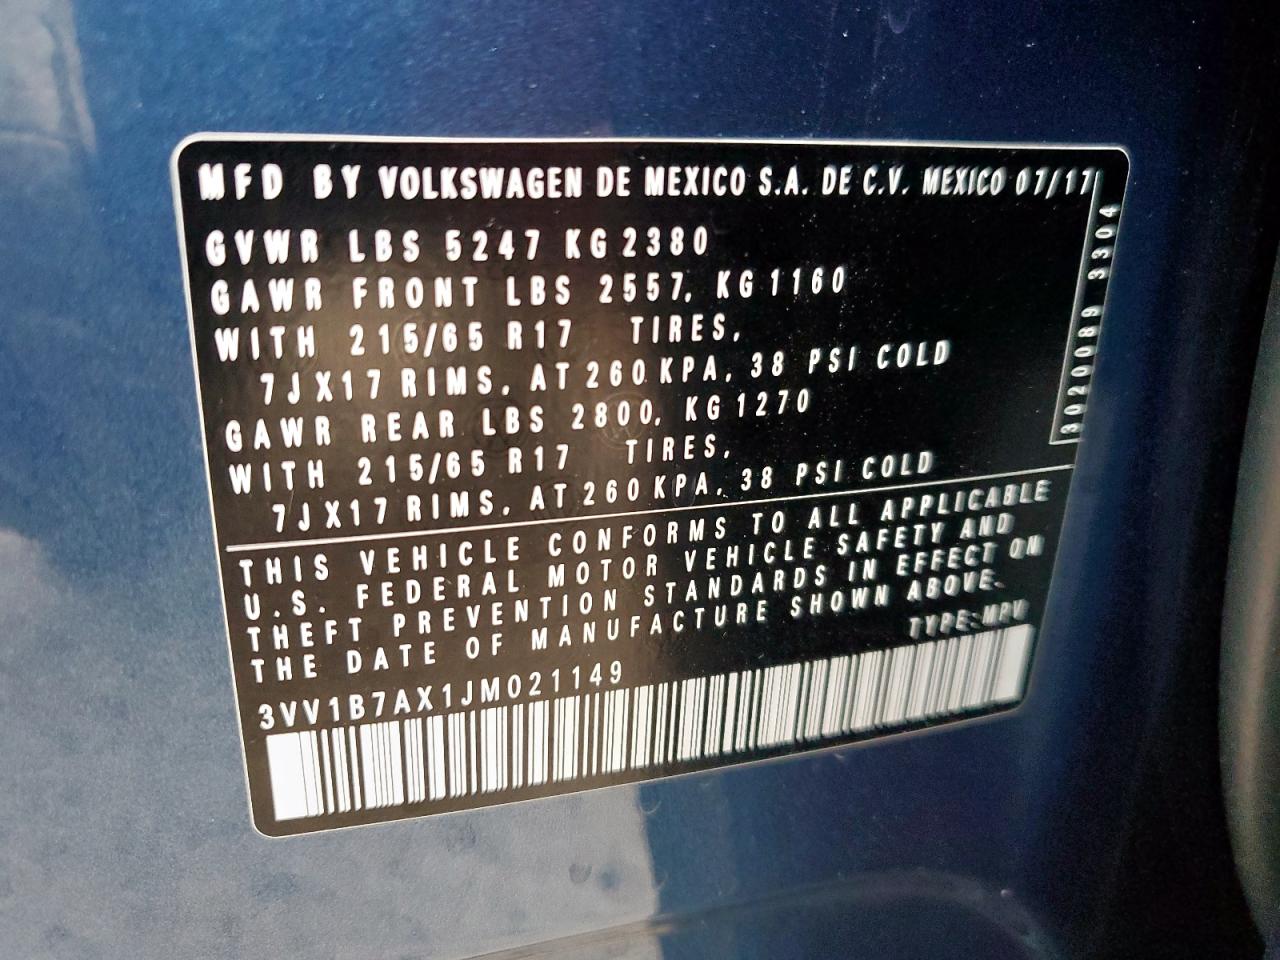 MFD BY VOLKSWAGEN DE MEXICO S.A. DE C.V. MEXICO 07/17
GVWR LBS 5247 KG 2380
GAWR FRONT LBS 2557, KG 1160
WITH 215/65 R17 TIRES,
7JX17 RIMS, AT 260 KPA, 38 PSI COLD
GAWR REAR LBS 2800, KG 1270
WITH 215/65 R17 TIRES,
7JX17 RIMS, AT 260 KPA, 38 PSI COLD
3020089 3304
THIS VEHICLE CONFORMS TO ALL APPLICABLE
U.S. FEDERAL MOTOR VEHICLE SAFETY AND
THEFT PREVENTION STANDARDS IN EFFECT ON
THE DATE OF MANUFACTURE SHOWN ABOVE.
TYPE:MPV
3VV1B7AX1JM021149